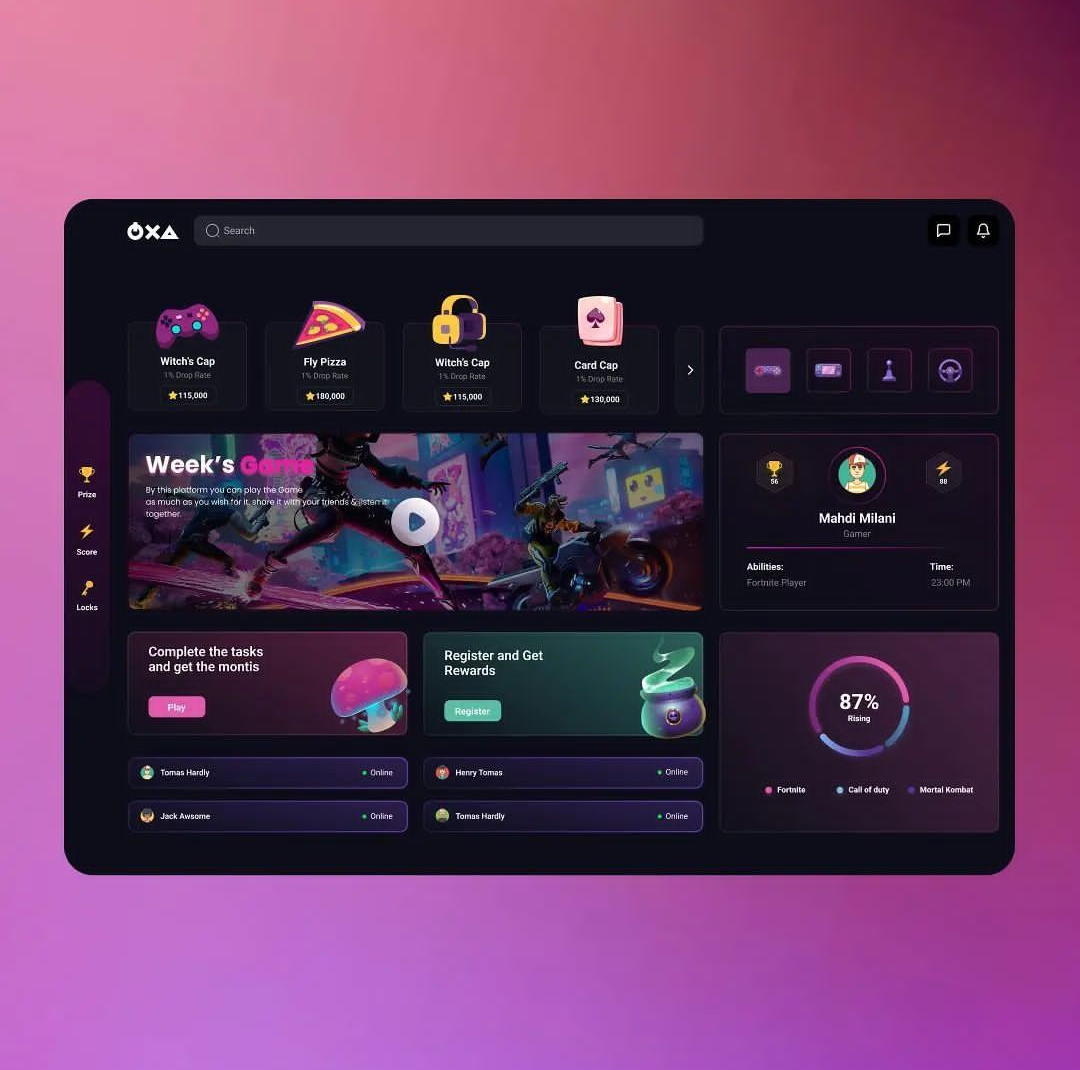 ÖXA
Search
Witch's Cap
1% Drop Rate
115,000
Fly Pizza
1% Drop Rate
180,000
Witch's Cap
1% Drop Rate
115,000
Card Cap
1% Drop Rate
130,000
Prize
Score
Locks
Week's Game
By this platform you can play the Game
as much as you wish for it, share it with your friends & listen it
together.
56
88
Mahdi Milani
Gamer
Abilities:
Time:
Fortnite Player
23:00 PM
Complete the tasks
and get the montis
Play
Register and Get
Rewards
Register
87%
Rising
Fortnite
Call of duty
Mortal Kombat
Tomas Hardly
Online
Henry Tomas
Online
Jack Awsome
Online
Tomas Hardly
Online